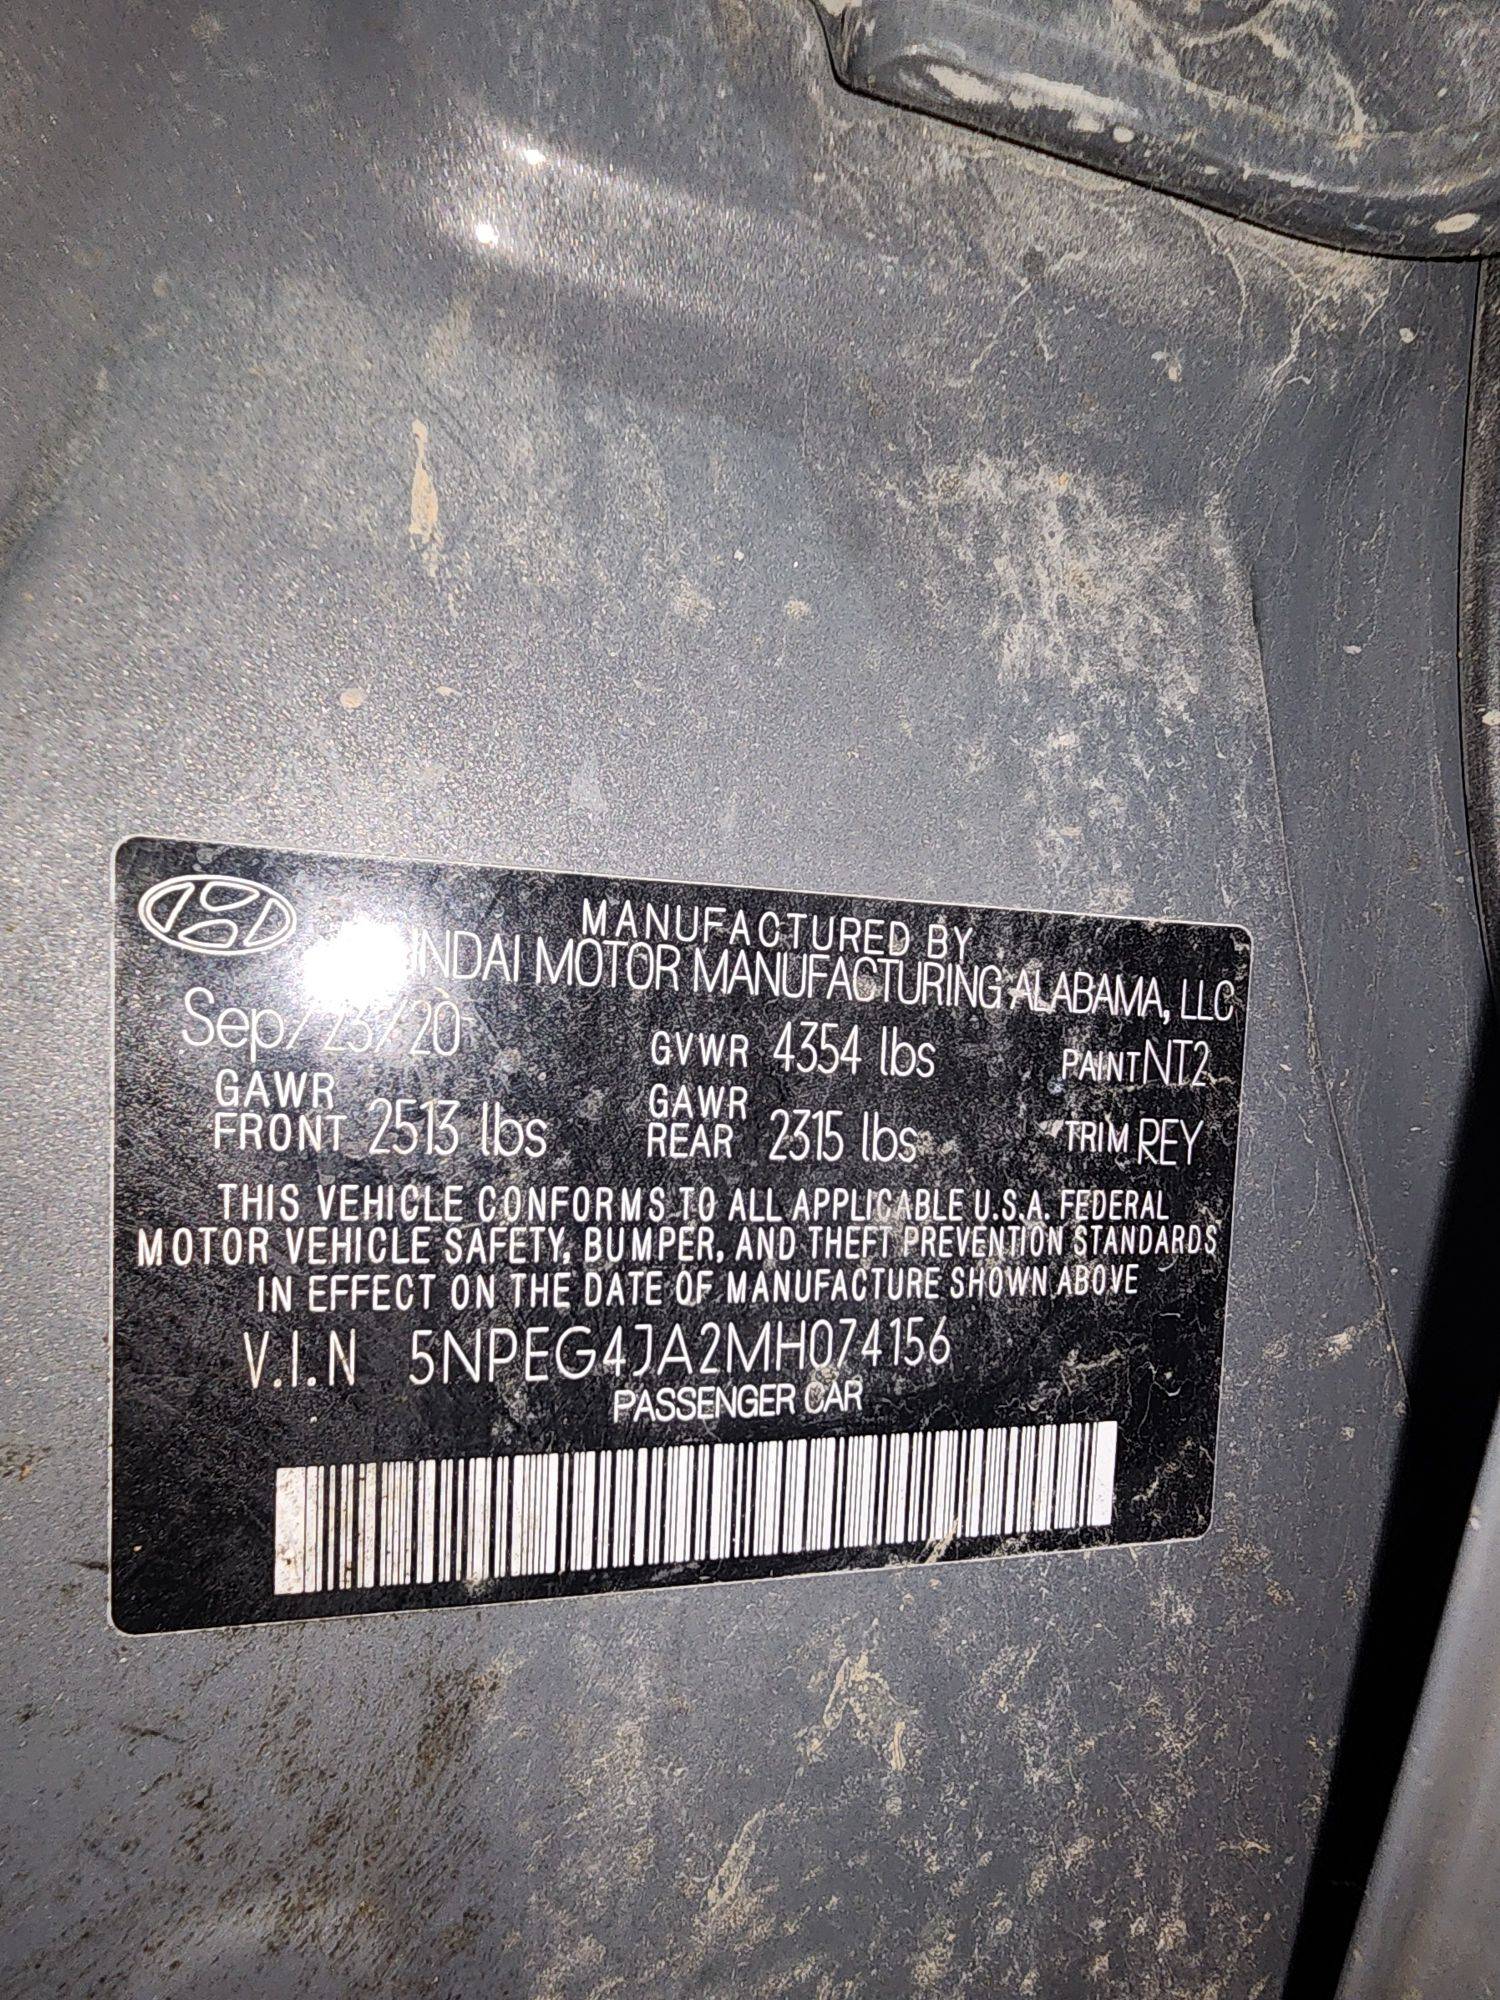 MANUFACTURED BY
HYUNDAI MOTOR MANUFACTURING ALABAMA, LLC
Sep/23/20 GVWR 4354 lbs PAINT NT2
GAWR FRONT 2513 lbs GAWR REAR 2315 lbs TRIM REY
THIS VEHICLE CONFORMS TO ALL APPLICABLE U.S.A. FEDERAL
MOTOR VEHICLE SAFETY, BUMPER, AND THEFT PREVENTION STANDARDS
IN EFFECT ON THE DATE OF MANUFACTURE SHOWN ABOVE
V.I.N 5NPEG4JA2MH074156
PASSENGER CAR